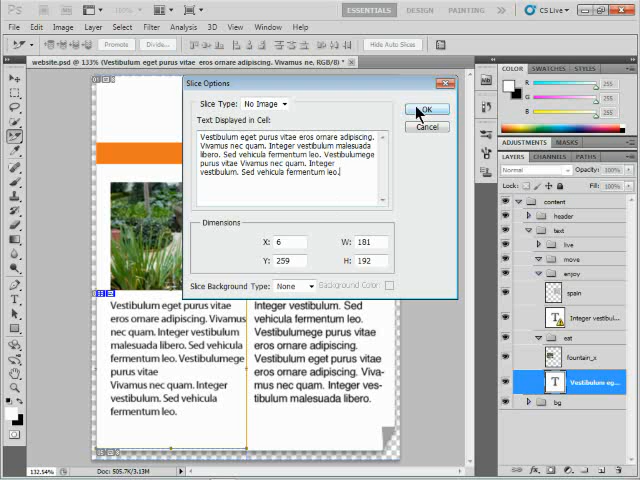 Ps
Mb
100%
ESSENTIALS
DESIGN
PAINTING
CS Live
File Edit Image Layer Select Filter Analysis 3D View Window Help
Promote
Divide...
Hide Auto Slices
website.psd @ 133% (Vestibulum eget purus vitae eros ornare adipiscing. Vivamus ne, RGB/8) *
Slice Options
Slice Type: No Image
OK
Cancel
Text Displayed in Cell:
Vestibulum eget purus vitae eros ornare adipiscing.
Vivamus nec quam. Integer vestibulum malesuada
libero. Sed vehicula fermentum leo. Vestibulumege
purus vitae Vivamus nec quam. Integer
vestibulum. Sed vehicula fermentum leo.
Dimensions
X: 6
W: 181
Y: 259
H: 192
Slice Background Type: None
Background Color:
Vestibulum eget purus vitae
eros ornare adipiscing. Vivamus
nec quam. Integer vestibulum
malesuada libero. Sed vehicula
fermentum leo. Vestibulumege
purus vitae
Vivamus nec quam. Integer
vestibulum. Sed vehicula
fermentum leo.
Integer vestibulum. Sed
vehicula fermentum leo.
Vestibulumege purus vitae
eros ornare adipiscing.
Vestibulum eget purus vitae
eros ornare adipiscing. Viva-
mus nec quam. Integer ves-
tibulum malesuada libero.
132.54%
Doc: 505.7K/3.13M
COLOR SWATCHES STYLES
R
255
G
255
B
255
ADJUSTMENTS MASKS
LAYERS CHANNELS PATHS
Normal
Opacity: 100%
Lock:
Fill: 100%
content
header
text
live
move
enjoy
spain
T Integer vestibul...
eat
fountain_x
T Vestibulum eg...
bg